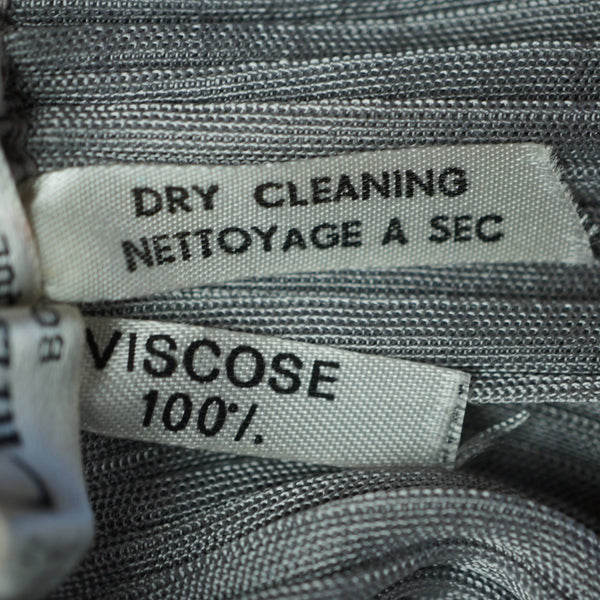 DRY CLEANING
NETTOYAGE A SEC
VISCOSE
100%